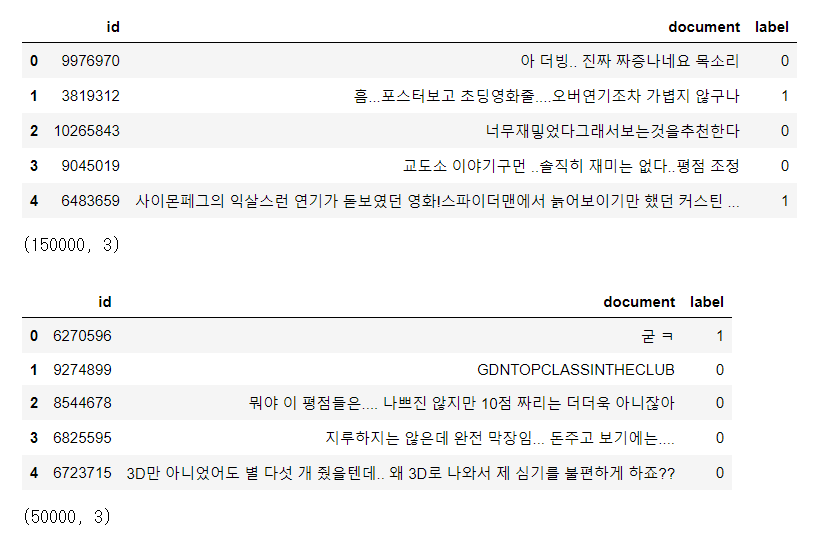 id document label
0 9976970 아 더빙.. 진짜 짜증나네요 목소리 0
1 3819312 흠...포스터보고 초딩영화줄....오버연기조차 가볍지 않구나 1
2 10265843 너무재밓었다그래서보는것을추천한다 0
3 9045019 교도소 이야기구먼 ..솔직히 재미는 없다..평점 조정 0
4 6483659 사이몬페그의 익살스런 연기가 돋보였던 영화!스파이더맨에서 늙어보이기만 했던 커스틴 ... 1
(150000, 3)
id document label
0 6270596 굳 ㅋ 1
1 9274899 GDNTOPCLASSINTHECLUB 0
2 8544678 뭐야 이 평점들은.... 나쁘진 않지만 10점 짜리는 더더욱 아니잖아 0
3 6825595 지루하지는 않은데 완전 막장임... 돈주고 보기에는.... 0
4 6723715 3D만 아니었어도 별 다섯 개 줬을텐데.. 왜 3D로 나와서 제 심기를 불편하게 하죠?? 0
(50000, 3)